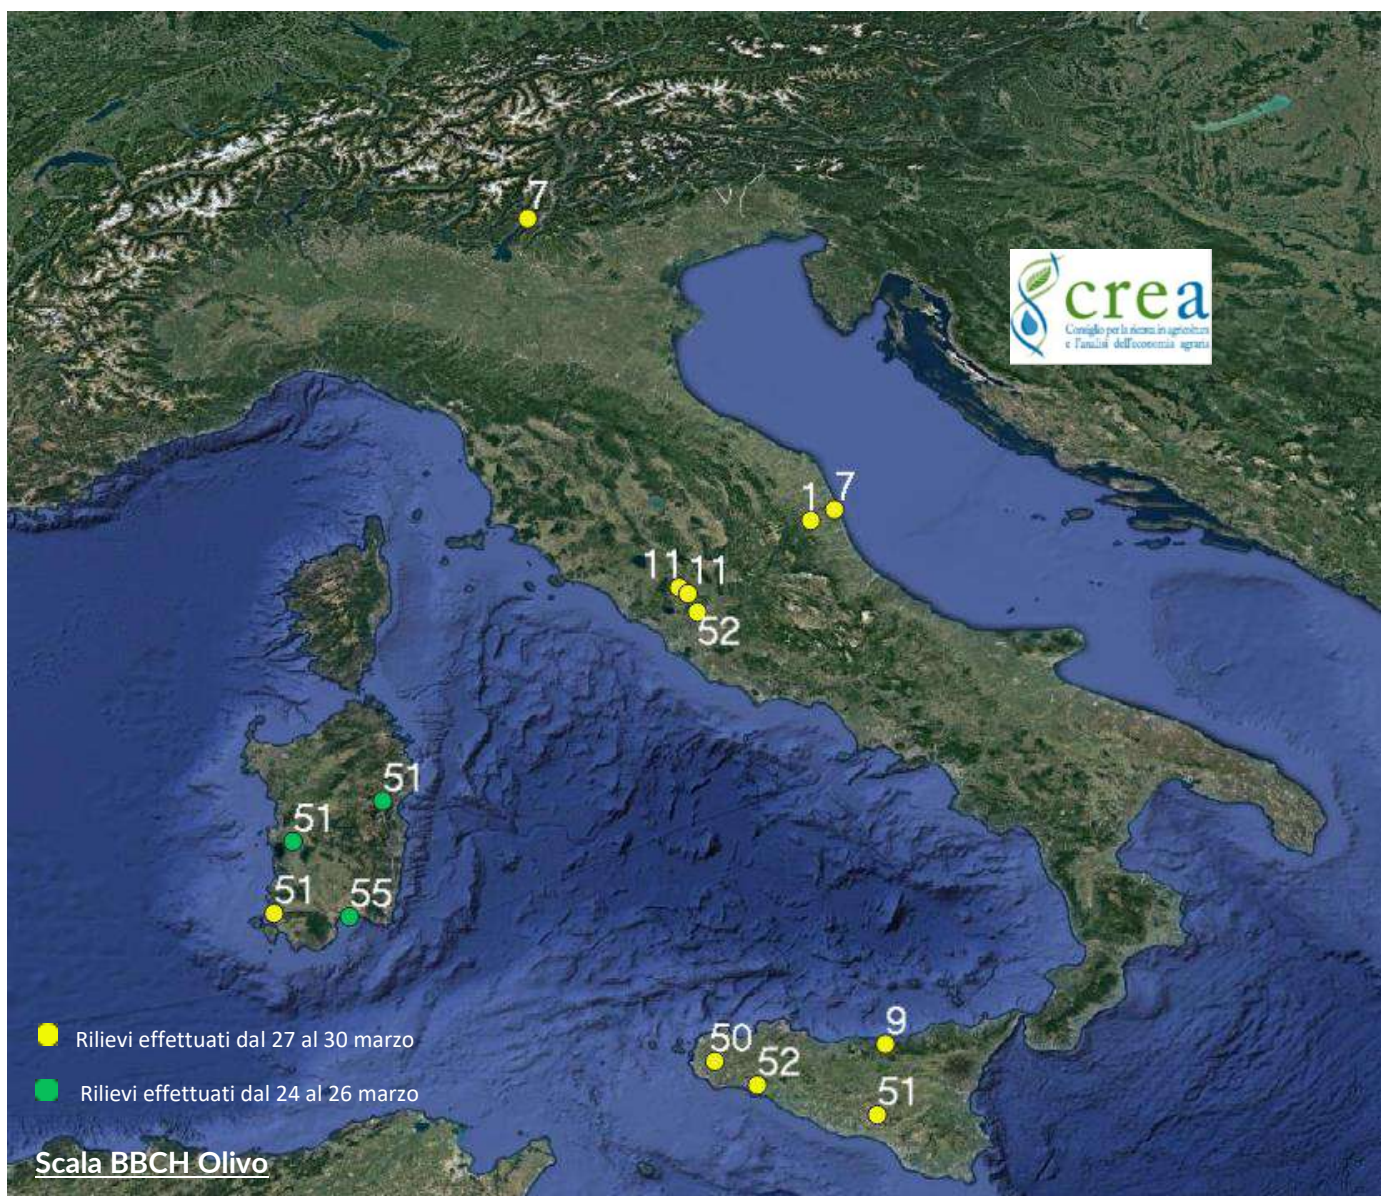 7
crea
Consiglio per la ricerca in agricoltura
e l'analisi dell'economia agraria
7
1
11
11
52
51
51
51
55
9
50
52
51
Rilievi effettuati dal 27 al 30 marzo
Rilievi effettuati dal 24 al 26 marzo
Scala BBCH Olivo